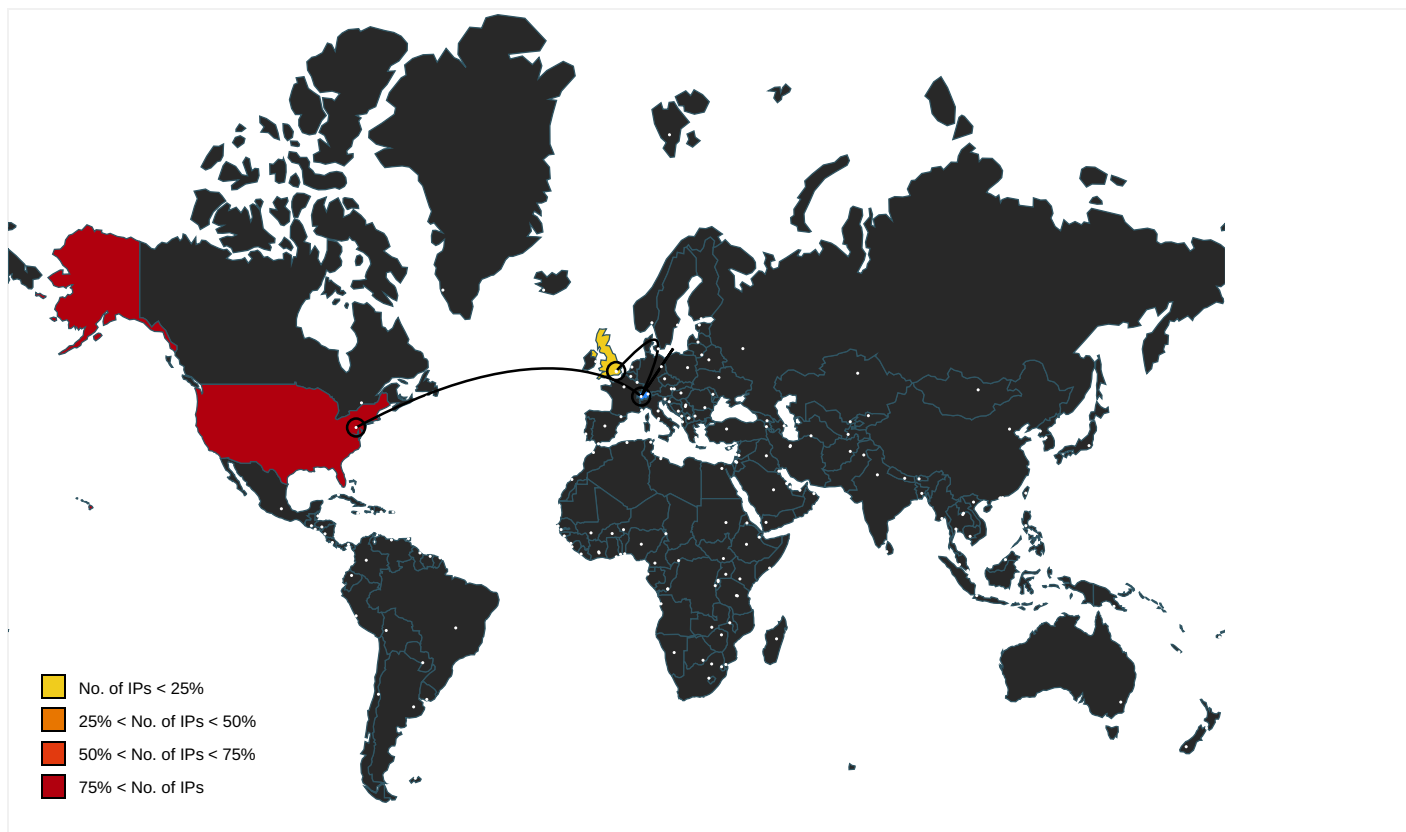 No. of IPs < 25%
25% < No. of IPs < 50%
50% < No. of IPs < 75%
75% < No. of IPs